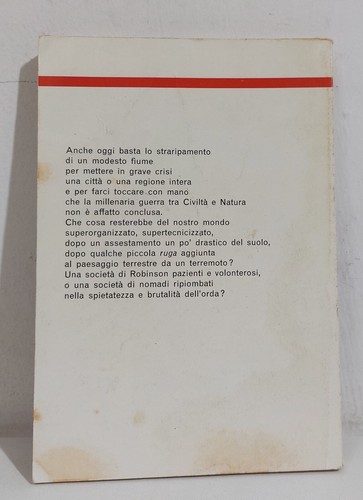 Anche oggi basta lo straripamento
di un modesto fiume
per mettere in grave crisi
una città o una regione intera
e per farci toccare con mano
che la millenaria guerra tra Civiltà e Natura
non è affatto conclusa.
Che cosa resterebbe del nostro mondo
superorganizzato, supertecnicizzato,
dopo un assestamento un po' drastico del suolo,
dopo qualche piccola ruga aggiunta
al paesaggio terrestre da un terremoto?
Una società di Robinson pazienti e volonterosi,
o una società di nomadi ripiombati
nella spietatezza e brutalità dell'orda?